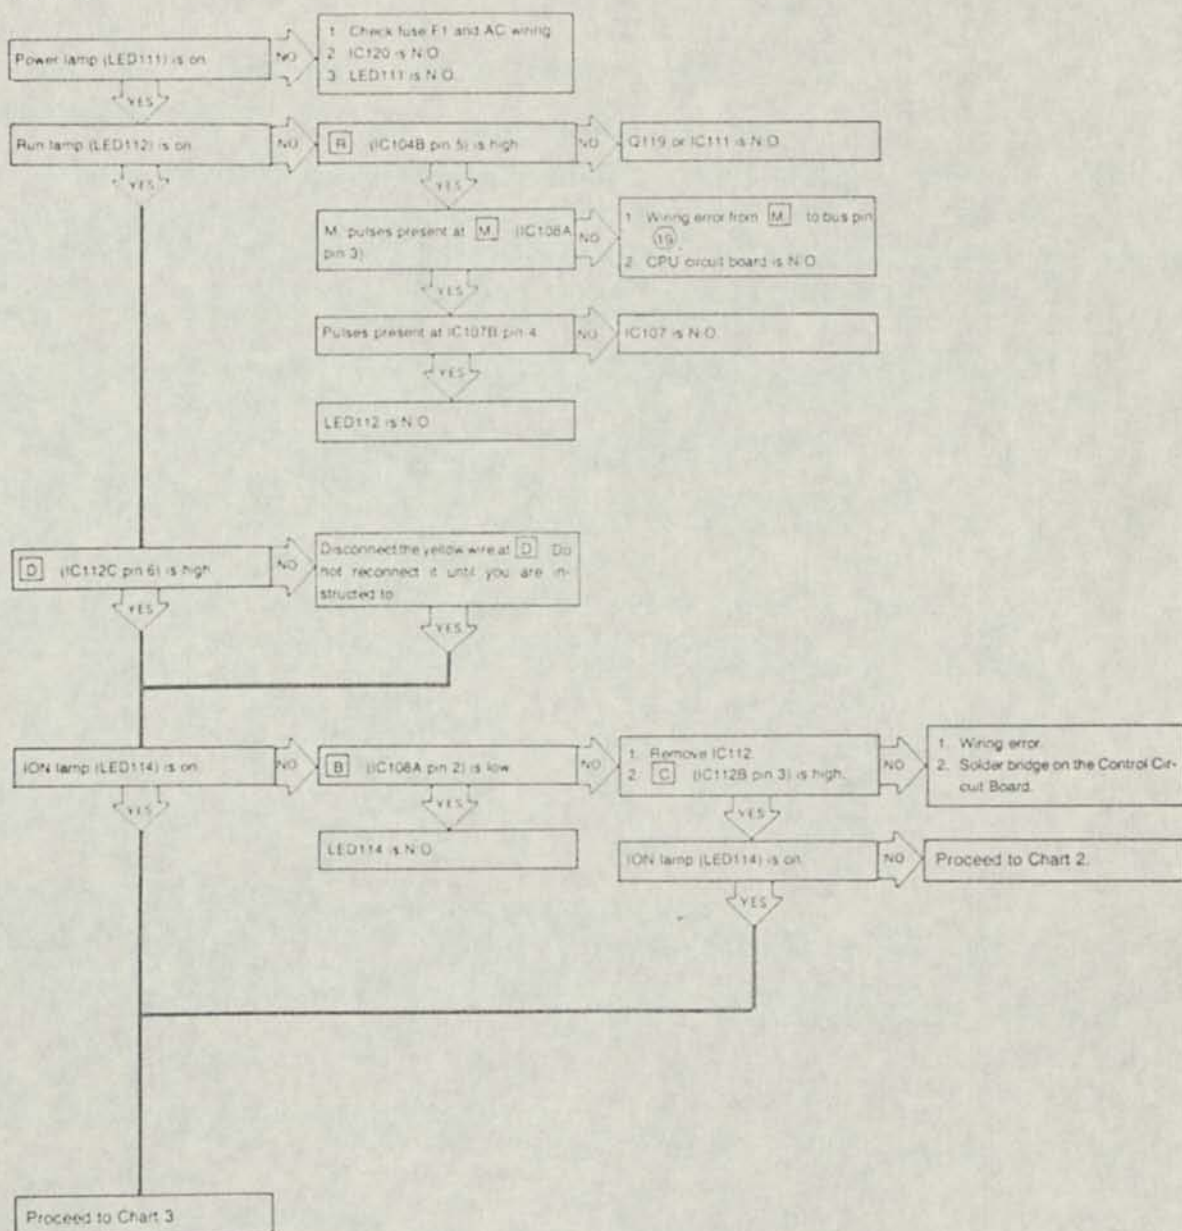 1. Check fuse F1 and AC wiring.
2. IC120 is N.O.
3. LED111 is N.O.
Power lamp (LED111) is on.
NO
YES
Run lamp (LED112) is on.
NO
R (IC104B pin 5) is high.
NO
Q119 or IC111 is N.O.
YES
YES
M, pulses present at M (IC108A
pin 3)
NO
1. Wiring error from M to bus pin
19
2. CPU circuit board is N.O.
YES
Pulses present at IC107B pin 4.
NO
IC107 is N.O.
YES
LED112 is N.O.
D (IC112C pin 6) is high.
NO
Disconnect the yellow wire at D. Do
not reconnect it until you are in-
structed to.
YES
YES
ION lamp (LED114) is on.
NO
B (IC108A pin 2) is low.
NO
1. Remove IC112.
2. C (IC112B pin 3) is high.
NO
1. Wiring error.
2. Solder bridge on the Control Cir-
cuit Board.
YES
YES
YES
LED114 is N.O.
ION lamp (LED114) is on.
NO
Proceed to Chart 2.
YES
Proceed to Chart 3